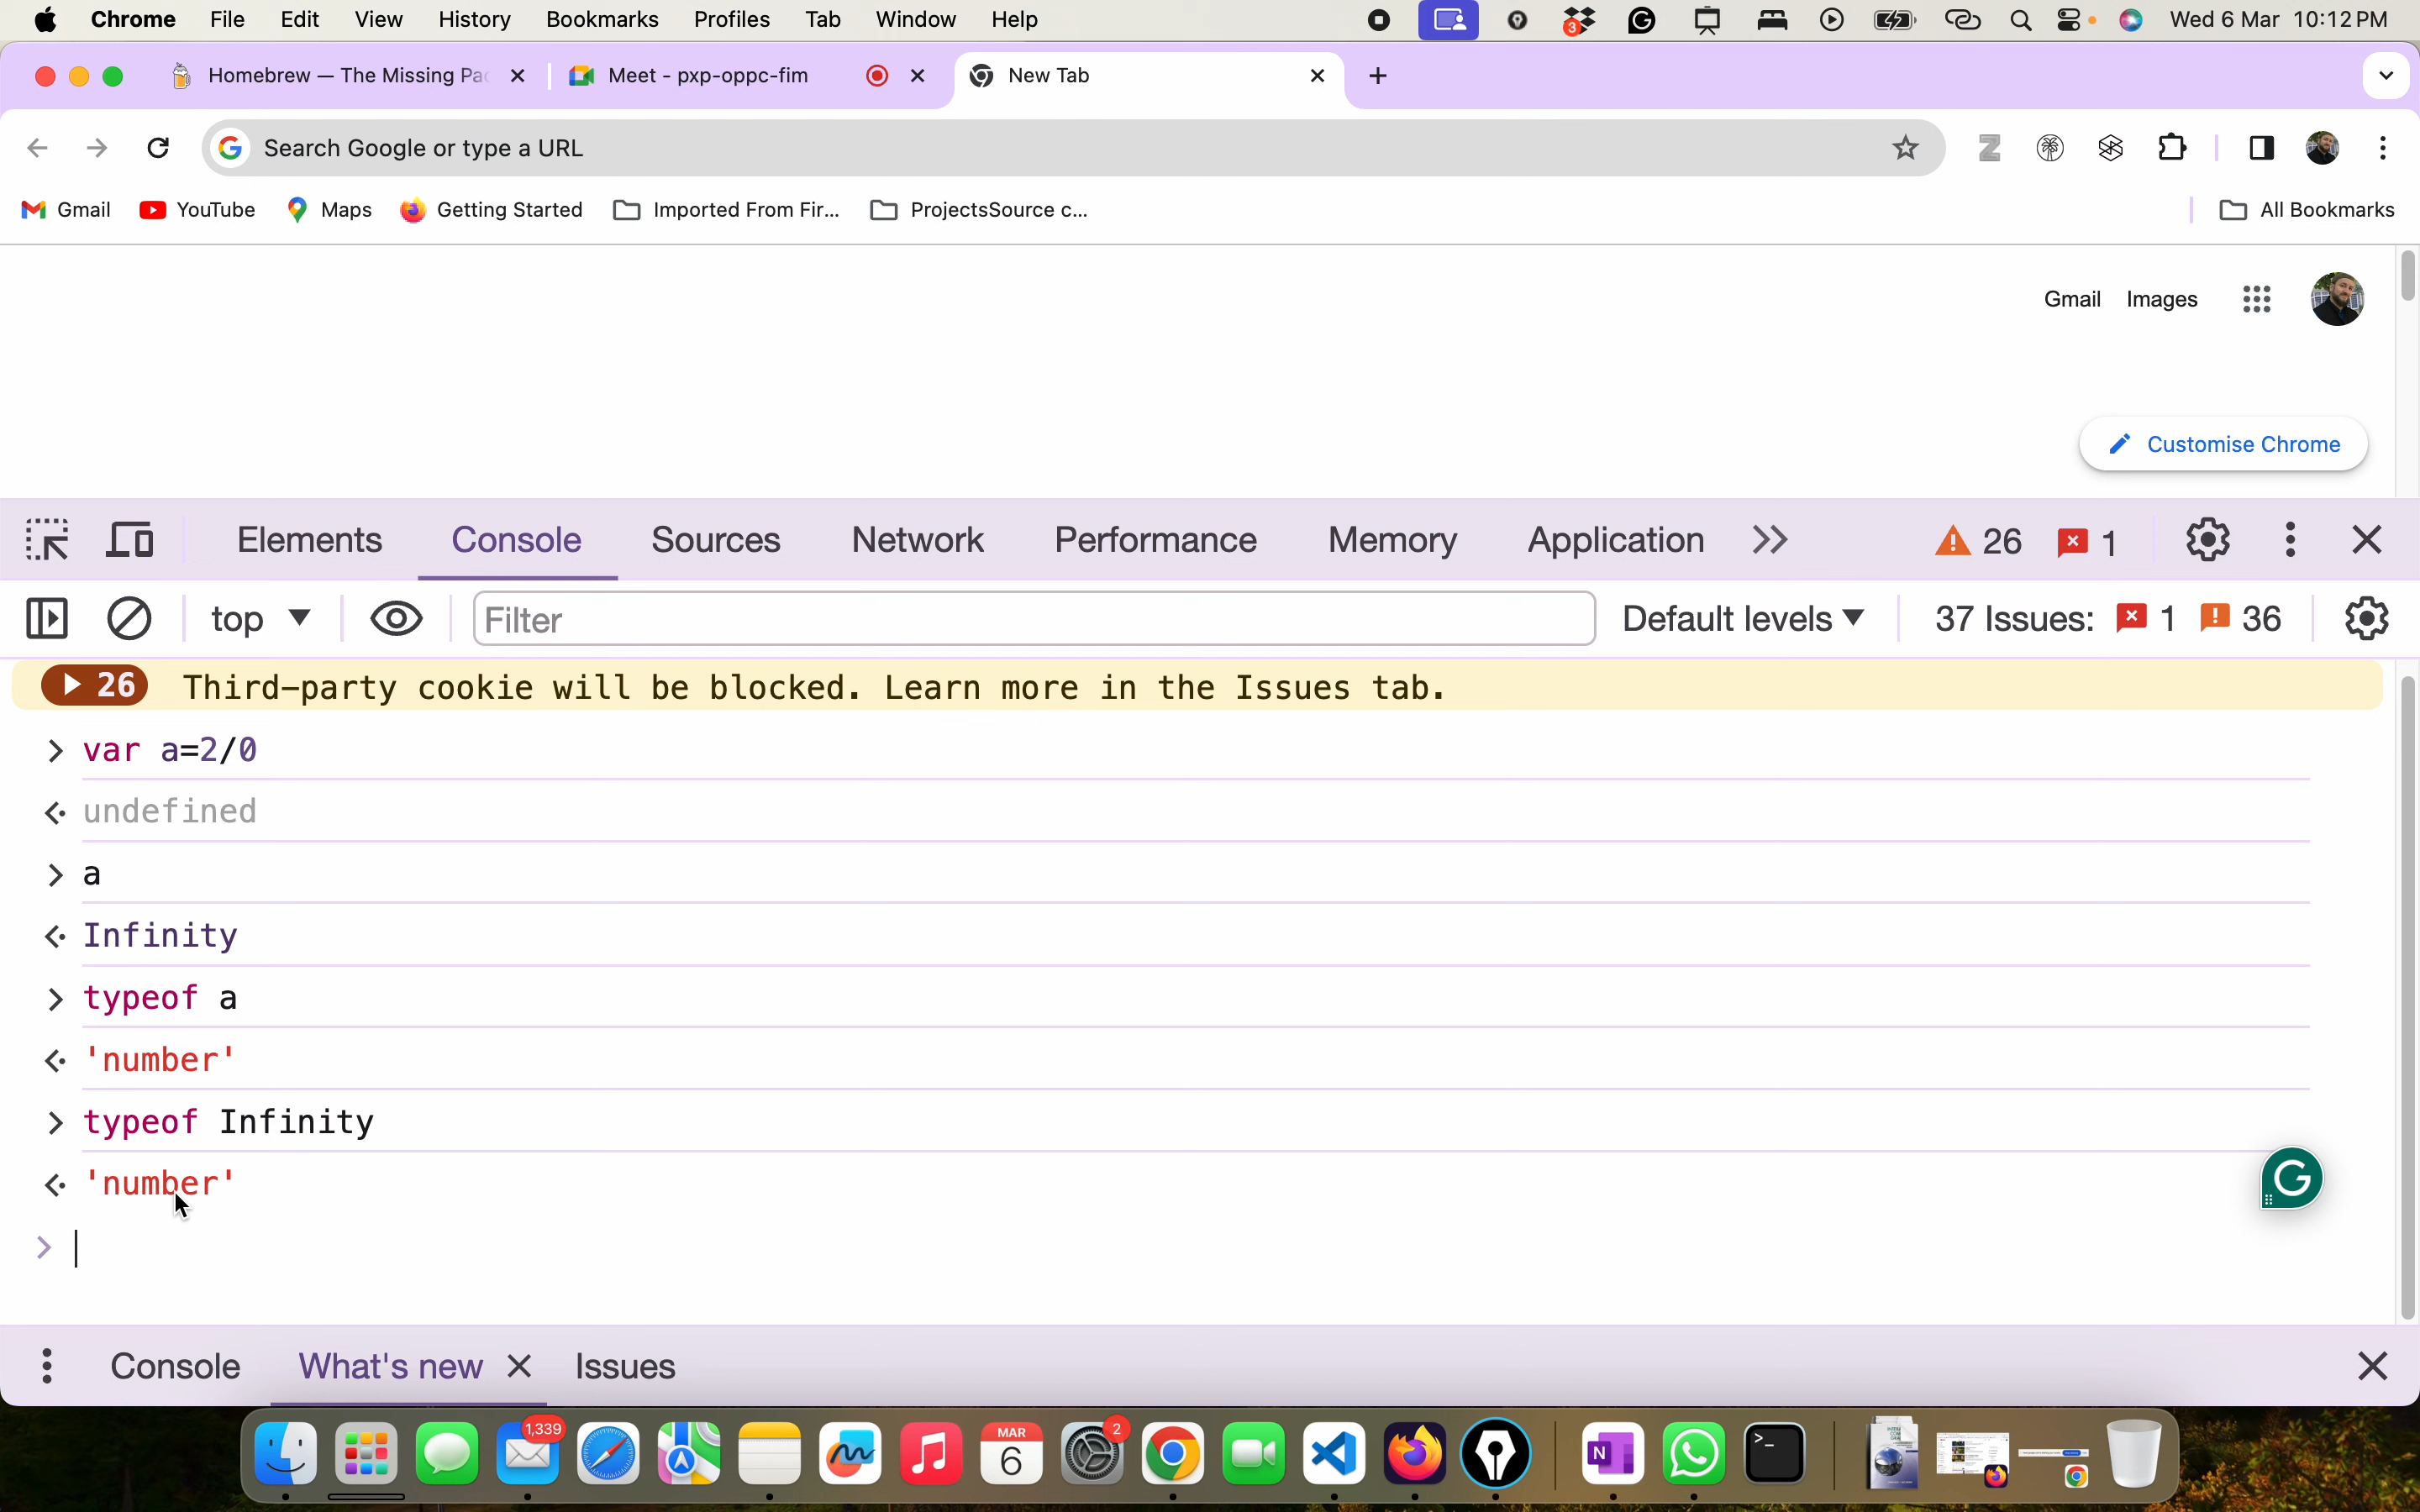 Chrome File Edit View History Bookmarks Profiles Tab Window Help 3 Wed 6 Mar 10:12 PM
Homebrew — The Missing Pac Meet - pxp-oppc-fim New Tab
Search Google or type a URL
Gmail YouTube Maps Getting Started Imported From Fir... ProjectsSource c... All Bookmarks
Gmail Images
Customise Chrome
Elements Console Sources Network Performance Memory Application 26 1
top Filter Default levels 37 Issues: 1 36
26 Third-party cookie will be blocked. Learn more in the Issues tab.
var a=2/0
undefined
a
Infinity
typeof a
'number'
typeof Infinity
'number'
Console What's new Issues
1,339 MAR 6 2 N